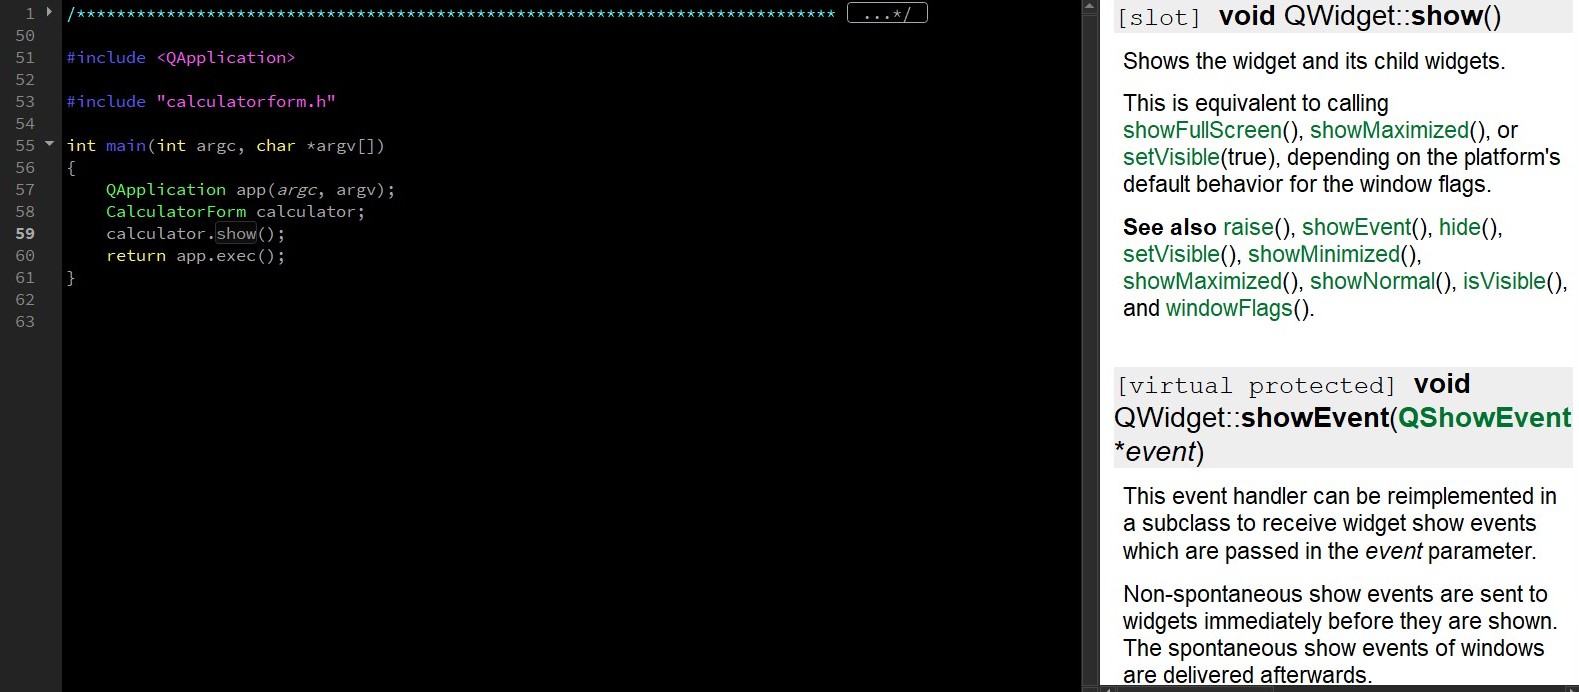 1 /**************************************************************************** ...*/
50
51 #include <QApplication>
52
53 #include "calculatorform.h"
54
55 int main(int argc, char *argv[])
56 {
57     QApplication app(argc, argv);
58     CalculatorForm calculator;
59     calculator.show();
60     return app.exec();
61 }
62
63
[slot] void QWidget::show()
Shows the widget and its child widgets.
This is equivalent to calling
showFullScreen(), showMaximized(), or
setVisible(true), depending on the platform's
default behavior for the window flags.
See also raise(), showEvent(), hide(),
setVisible(), showMinimized(),
showMaximized(), showNormal(), isVisible(),
and windowFlags().
[virtual protected] void
QWidget::showEvent(QShowEvent
*event)
This event handler can be reimplemented in
a subclass to receive widget show events
which are passed in the event parameter.
Non-spontaneous show events are sent to
widgets immediately before they are shown.
The spontaneous show events of windows
are delivered afterwards.